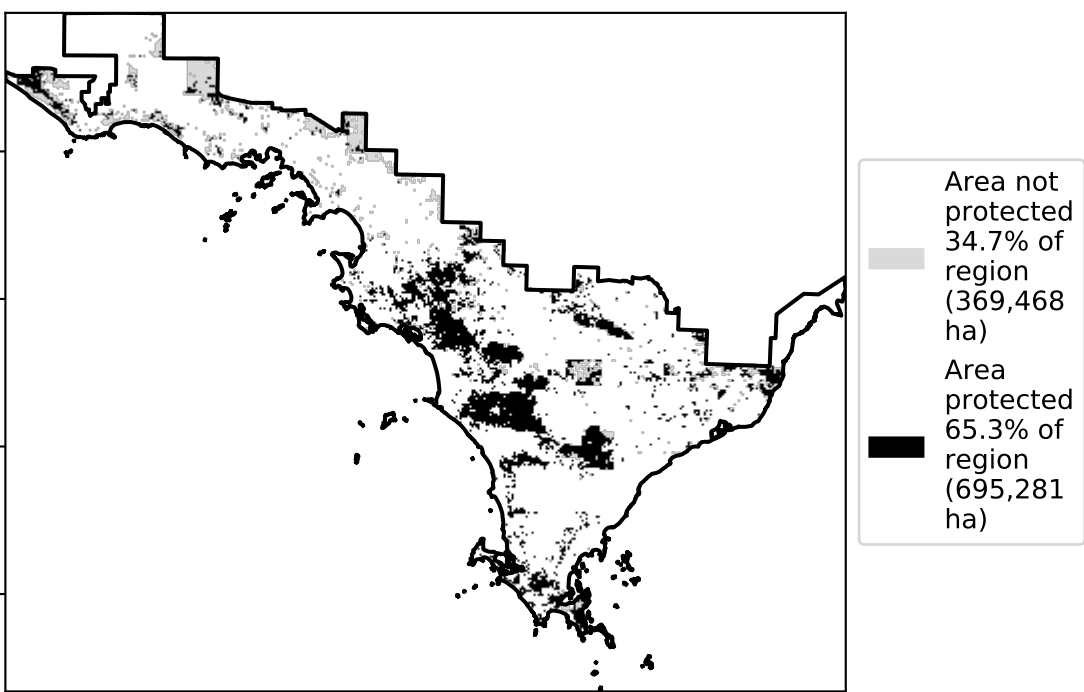 Area not
protected
34.7% of
region
(369,468
ha)
Area
protected
65.3% of
region
(695,281
ha)